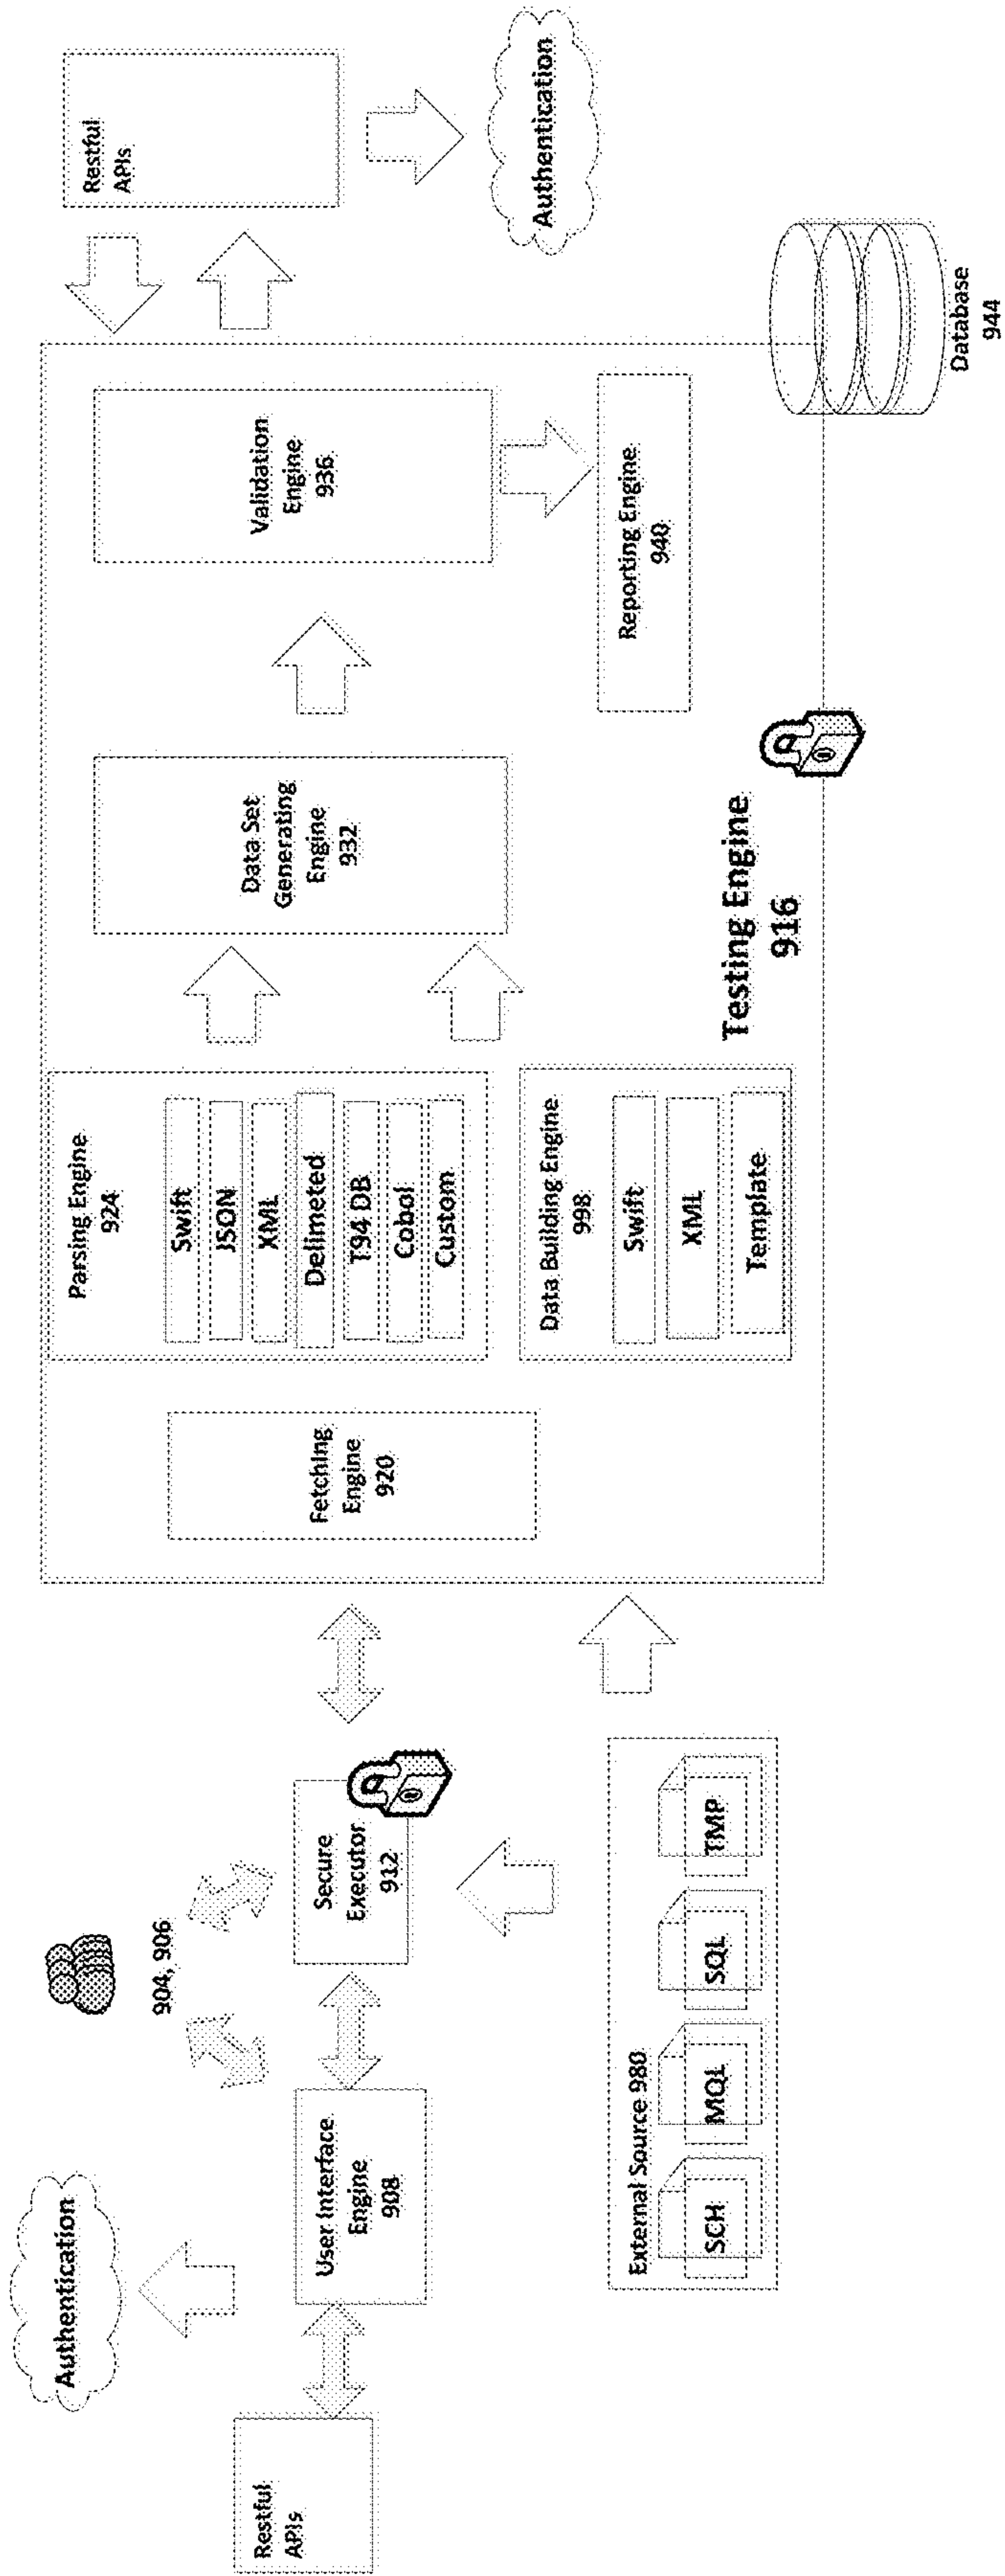 Restful
APIs
Authentication
User Interface
Engine
908
904, 906
Secure
Executor
912
External Source 980
SCH
MQL
SQL
TMP
Fetching
Engine
920
Parsing Engine
924
Swift
JSON
XML
Delimeted
T94 DB
Cobol
Custom
Data Building Engine
998
Swift
XML
Template
Data Set
Generating
Engine
932
Testing Engine
916
Validation
Engine
936
Reporting Engine
940
Restful
APIs
Authentication
Database
944